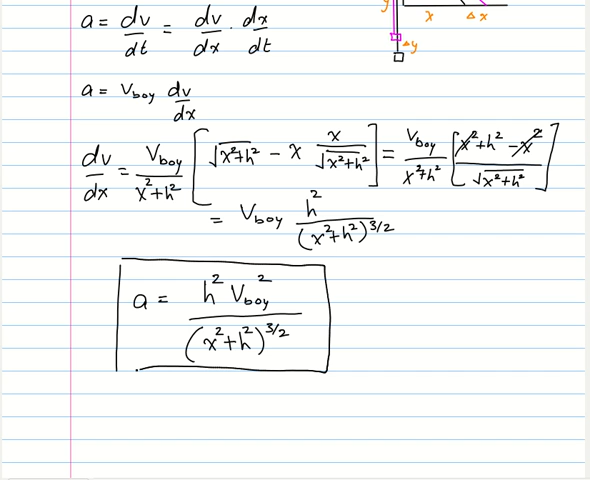 a = dv/dt = dv/dx · dx/dt
y
x Δx
Δy
a = V_boy dv/dx
dv/dx = V_boy/(x²+h²) [√(x²+h²) − x x/√(x²+h²)] = V_boy/(x²+h²) [(x²+h²−x²)/√(x²+h²)]
= V_boy h²/(x²+h²)^(3/2)
a = h² V_boy²/(x²+h²)^(3/2)